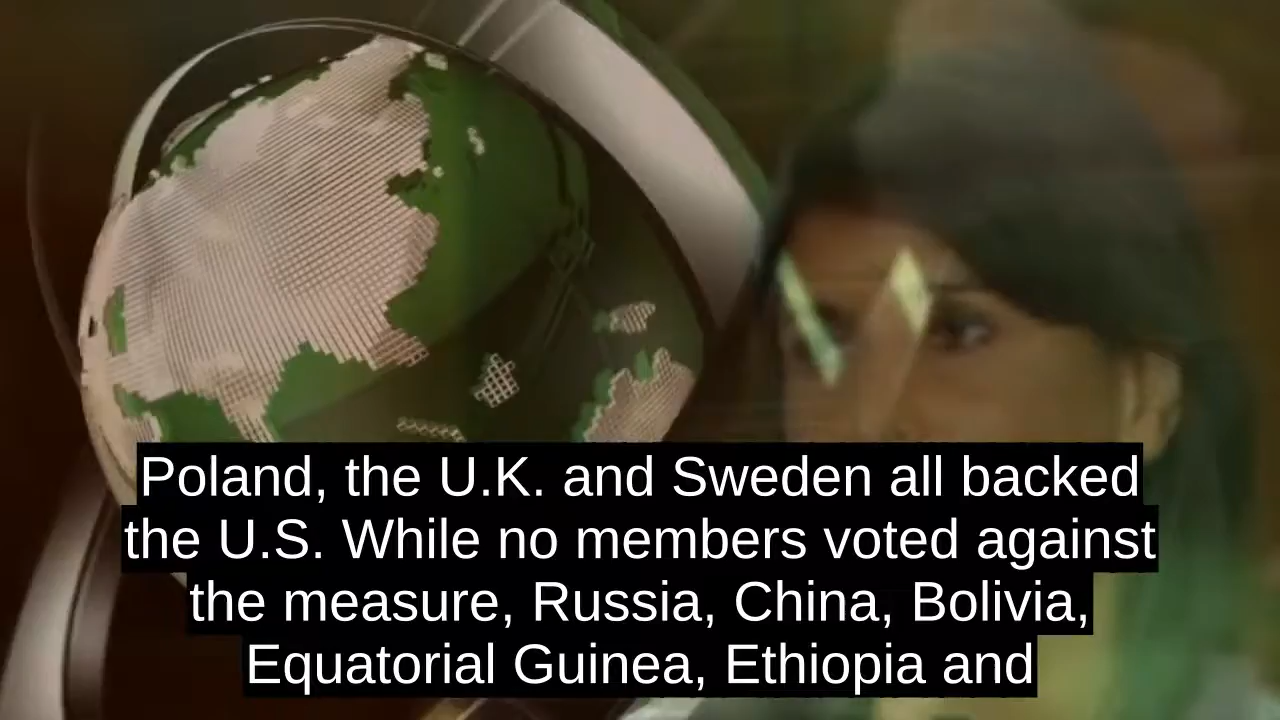 Poland, the U.K. and Sweden all backed
the U.S. While no members voted against
the measure, Russia, China, Bolivia,
Equatorial Guinea, Ethiopia and